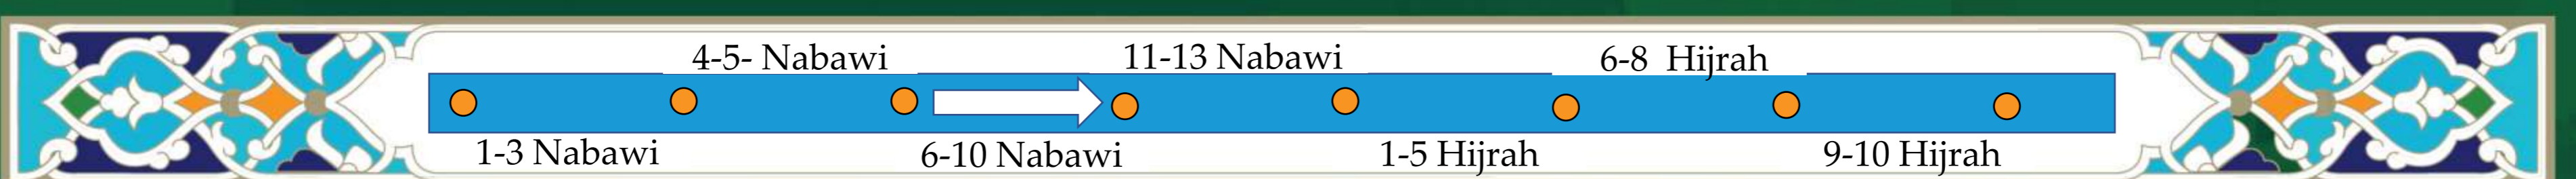 4-5- Nabawi
11-13 Nabawi
6-8 Hijrah
1-3 Nabawi
6-10 Nabawi
1-5 Hijrah
9-10 Hijrah